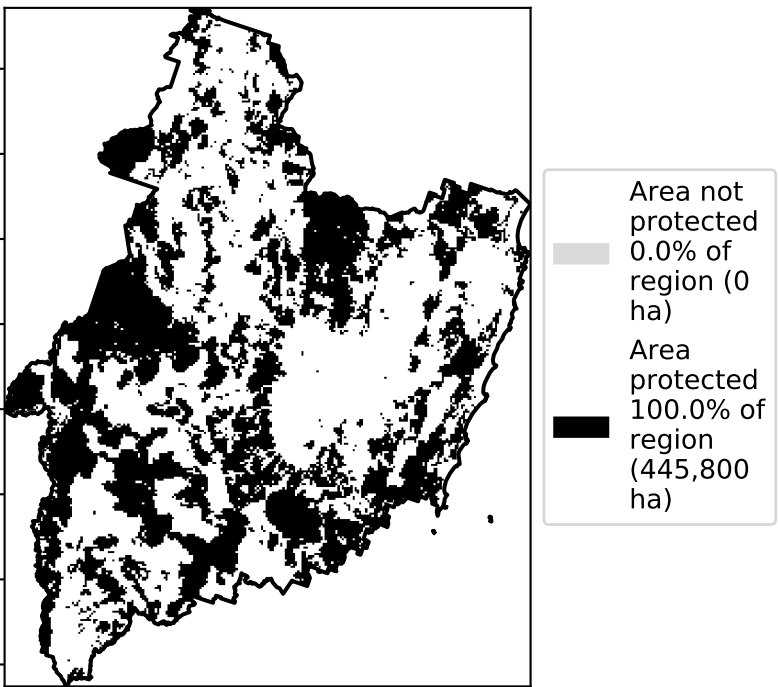 Area not
protected
0.0% of
region (0
ha)
Area
protected
100.0% of
region
(445,800
ha)